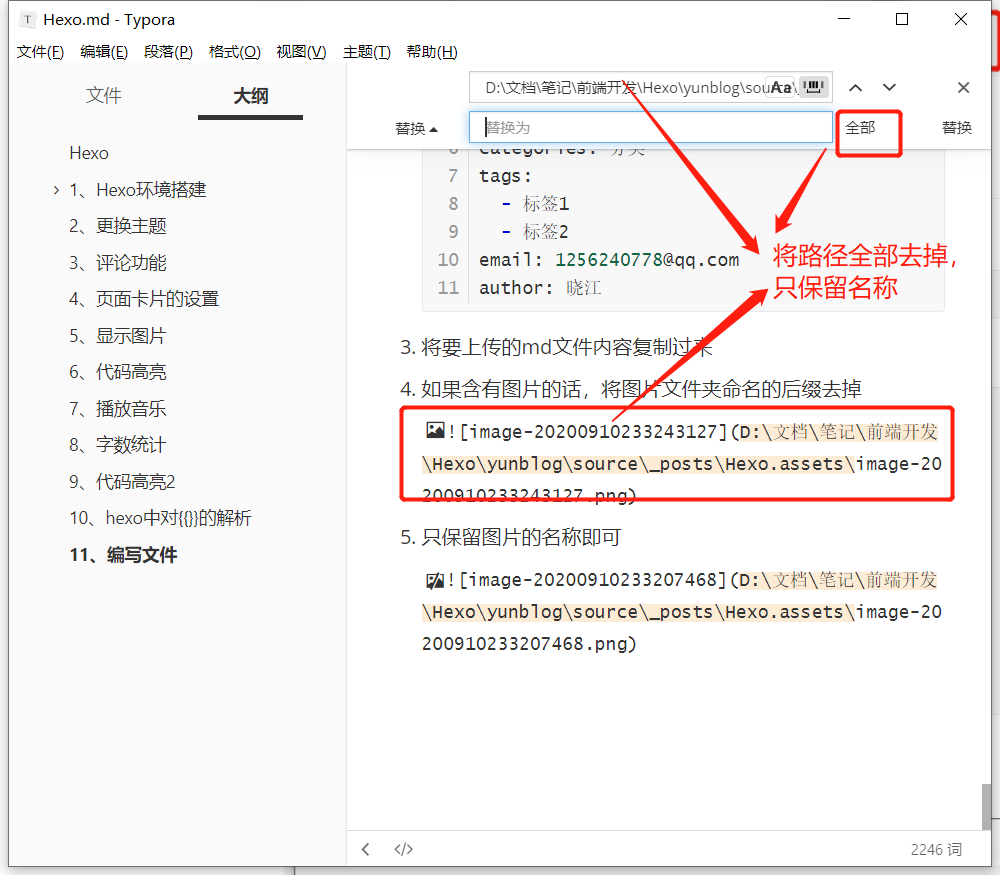 Hexo.md - Typora
文件(F) 编辑(E) 段落(P) 格式(O) 视图(V) 主题(T) 帮助(H)
文件 大纲
Hexo
1、Hexo环境搭建
2、更换主题
3、评论功能
4、页面卡片的设置
5、显示图片
6、代码高亮
7、播放音乐
8、字数统计
9、代码高亮2
10、hexo中对{{}}的解析
11、编写文件
D:\文档\笔记\前端开发\Hexo\yunblog\source\_ Aa
替换 替换为 全部 替换
6 categories: 分类
7 tags:
8 - 标签1
9 - 标签2
10 email: 1256240778@qq.com
11 author: 晓江
将路径全部去掉，
只保留名称
3. 将要上传的md文件内容复制过来
4. 如果含有图片的话，将图片文件夹命名的后缀去掉
![image-20200910233243127](D:\文档\笔记\前端开发
\Hexo\yunblog\source\_posts\Hexo.assets\image-20
200910233243127.png)
5. 只保留图片的名称即可
![image-20200910233207468](D:\文档\笔记\前端开发
\Hexo\yunblog\source\_posts\Hexo.assets\image-20
200910233207468.png)
</>
2246 词